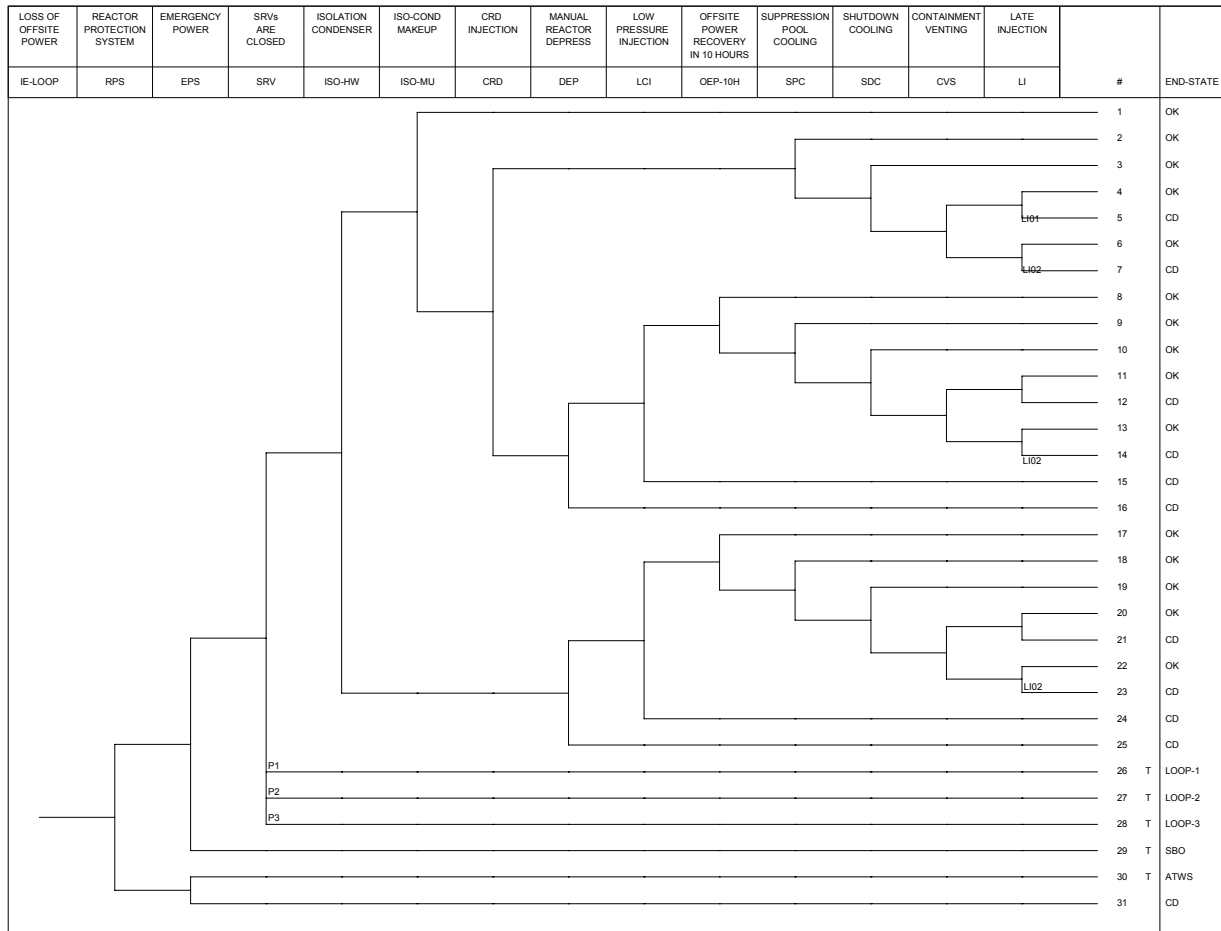 LOSS OF
OFFSITE
POWER
REACTOR
PROTECTION
SYSTEM
EMERGENCY
POWER
SRVs
ARE
CLOSED
ISOLATION
CONDENSER
ISO-COND
MAKEUP
CRD
INJECTION
MANUAL
REACTOR
DEPRESS
LOW
PRESSURE
INJECTION
OFFSITE
POWER
RECOVERY
IN 10 HOURS
SUPPRESSION
POOL
COOLING
SHUTDOWN
COOLING
CONTAINMENT
VENTING
LATE
INJECTION
IE-LOOP RPS EPS SRV ISO-HW ISO-MU CRD DEP LCI OEP-10H SPC SDC CVS LI # END-STATE
1 OK
2 OK
3 OK
4 OK
LI01 5 CD
6 OK
LI02 7 CD
8 OK
9 OK
10 OK
11 OK
12 CD
13 OK
LI02 14 CD
15 CD
16 CD
17 OK
18 OK
19 OK
20 OK
21 CD
22 OK
LI02 23 CD
24 CD
25 CD
P1 26 T LOOP-1
P2 27 T LOOP-2
P3 28 T LOOP-3
29 T SBO
30 T ATWS
31 CD